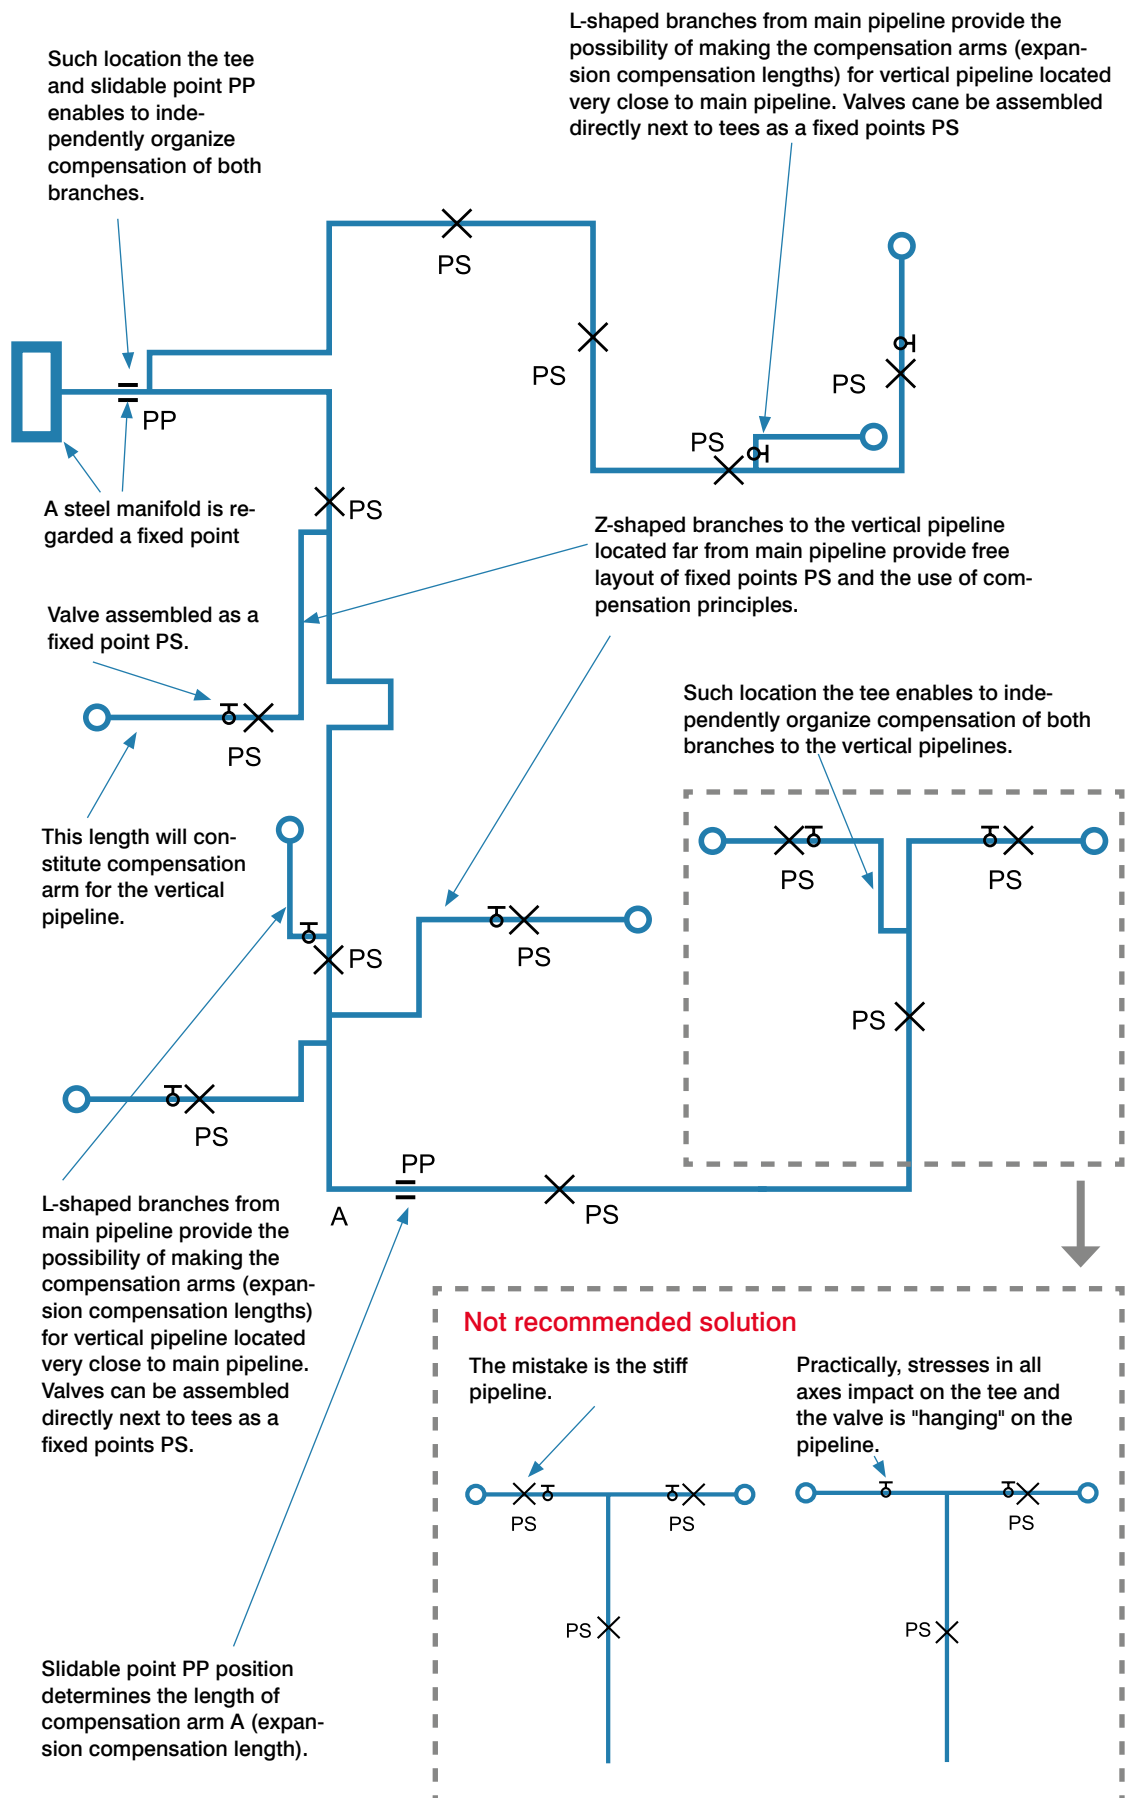 L-shaped branches from main pipeline provide the
possibility of making the compensation arms (expan-
sion compensation lengths) for vertical pipeline located
very close to main pipeline. Valves cane be assembled
directly next to tees as a fixed points PS
Such location the tee
and slidable point PP
enables to inde-
pendently organize
compensation of both
branches.
PS
PS
PS
PP
PS
A steel manifold is re-
garded a fixed point
PS
Z-shaped branches to the vertical pipeline
located far from main pipeline provide free
layout of fixed points PS and the use of com-
pensation principles.
Valve assembled as a
fixed point PS.
PS
Such location the tee enables to inde-
pendently organize compensation of both
branches to the vertical pipelines.
This length will con-
stitute compensation
arm for the vertical
pipeline.
PS
PS
PS
PS
PS
PS
PP
A
PS
L-shaped branches from
main pipeline provide the
possibility of making the
compensation arms (expan-
sion compensation lengths)
for vertical pipeline located
very close to main pipeline.
Valves can be assembled
directly next to tees as a
fixed points PS.
Not recommended solution
The mistake is the stiff
pipeline.
Practically, stresses in all
axes impact on the tee and
the valve is "hanging" on the
pipeline.
PS
PS
PS
PS
PS
Slidable point PP position
determines the length of
compensation arm A (expan-
sion compensation length).